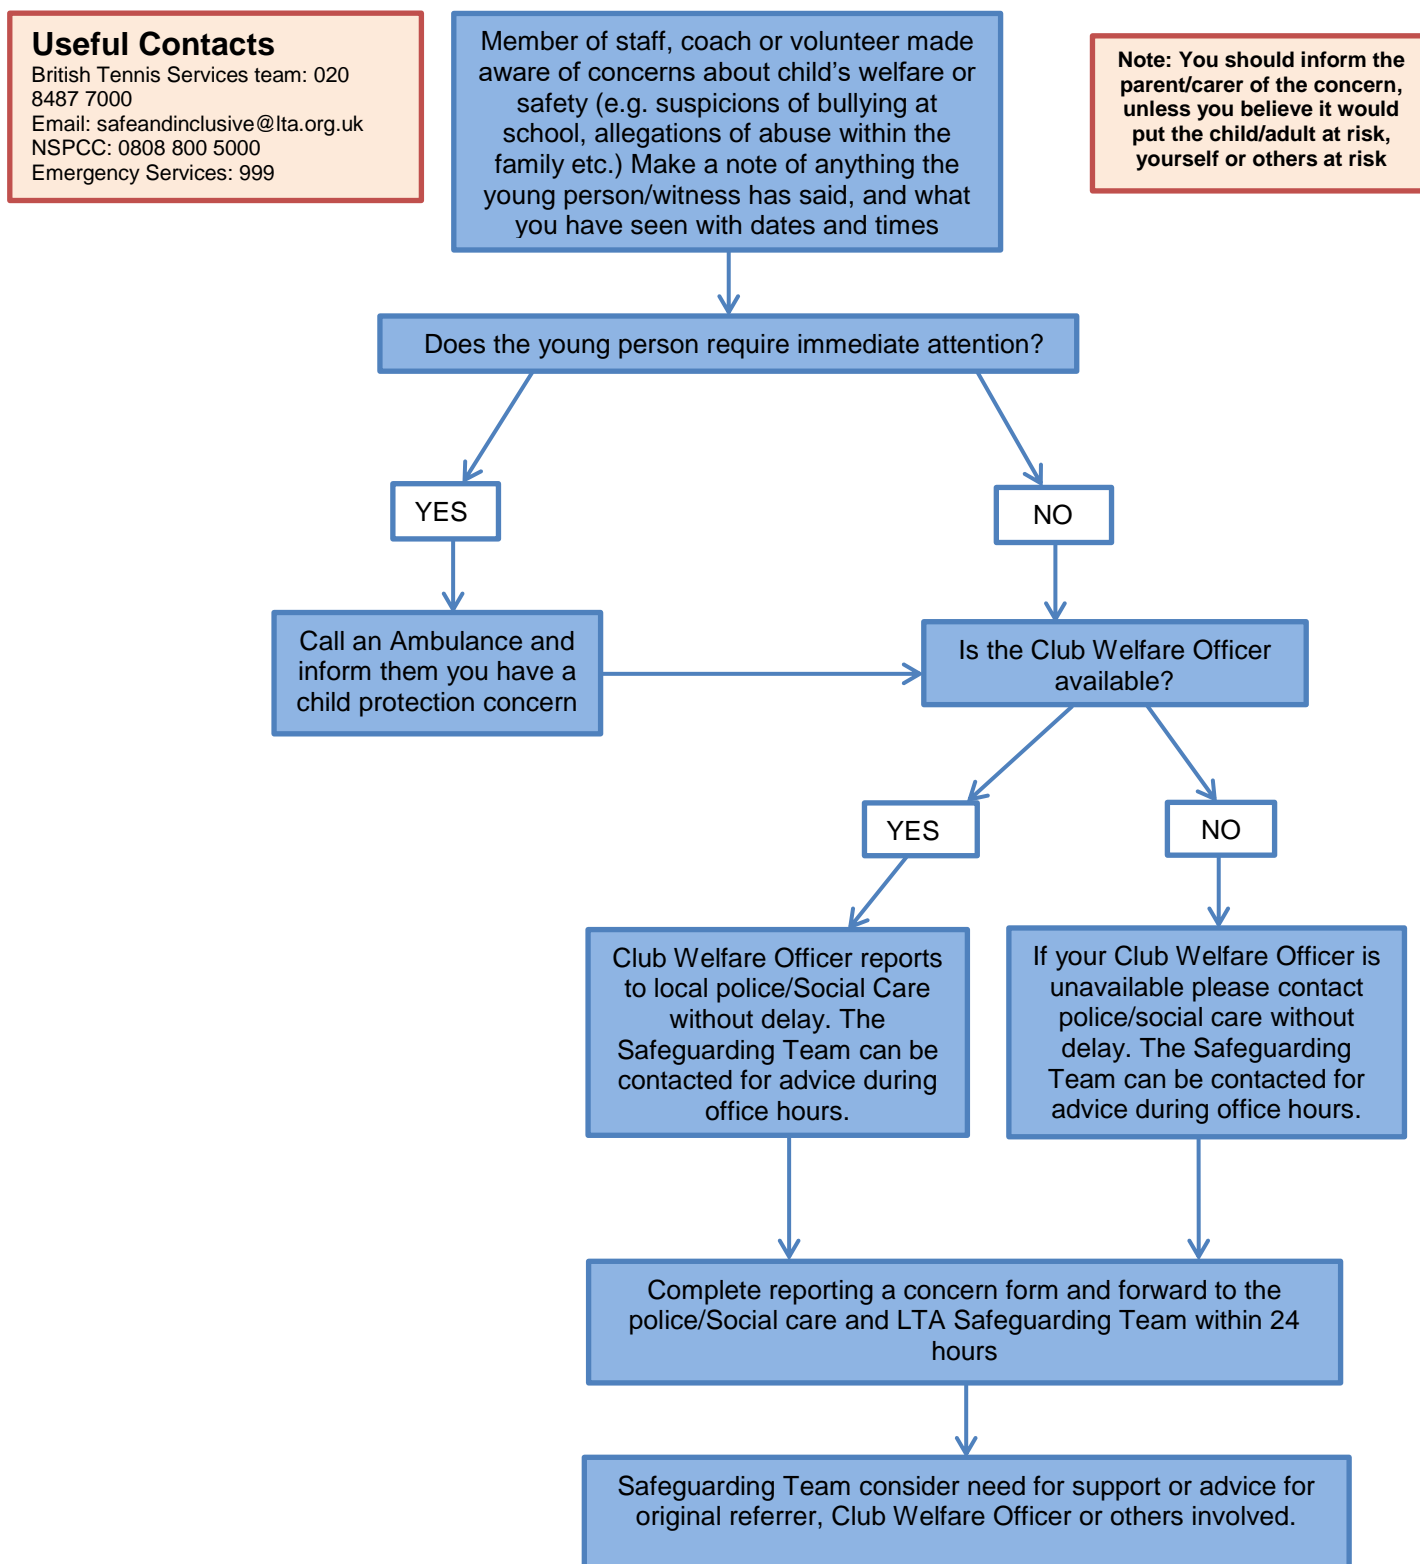 Useful Contacts
British Tennis Services team: 020
8487 7000
Email: safeandinclusive@lta.org.uk
NSPCC: 0808 800 5000
Emergency Services: 999
Member of staff, coach or volunteer made
aware of concerns about child's welfare or
safety (e.g. suspicions of bullying at
school, allegations of abuse within the
family etc.) Make a note of anything the
young person/witness has said, and what
you have seen with dates and times
Note: You should inform the
parent/carer of the concern,
unless you believe it would
put the child/adult at risk,
yourself or others at risk
Does the young person require immediate attention?
YES
NO
Call an Ambulance and
inform them you have a
child protection concern
Is the Club Welfare Officer
available?
YES
NO
Club Welfare Officer reports
to local police/Social Care
without delay. The
Safeguarding Team can be
contacted for advice during
office hours.
If your Club Welfare Officer is
unavailable please contact
police/social care without
delay. The Safeguarding
Team can be contacted for
advice during office hours.
Complete reporting a concern form and forward to the
police/Social care and LTA Safeguarding Team within 24
hours
Safeguarding Team consider need for support or advice for
original referrer, Club Welfare Officer or others involved.